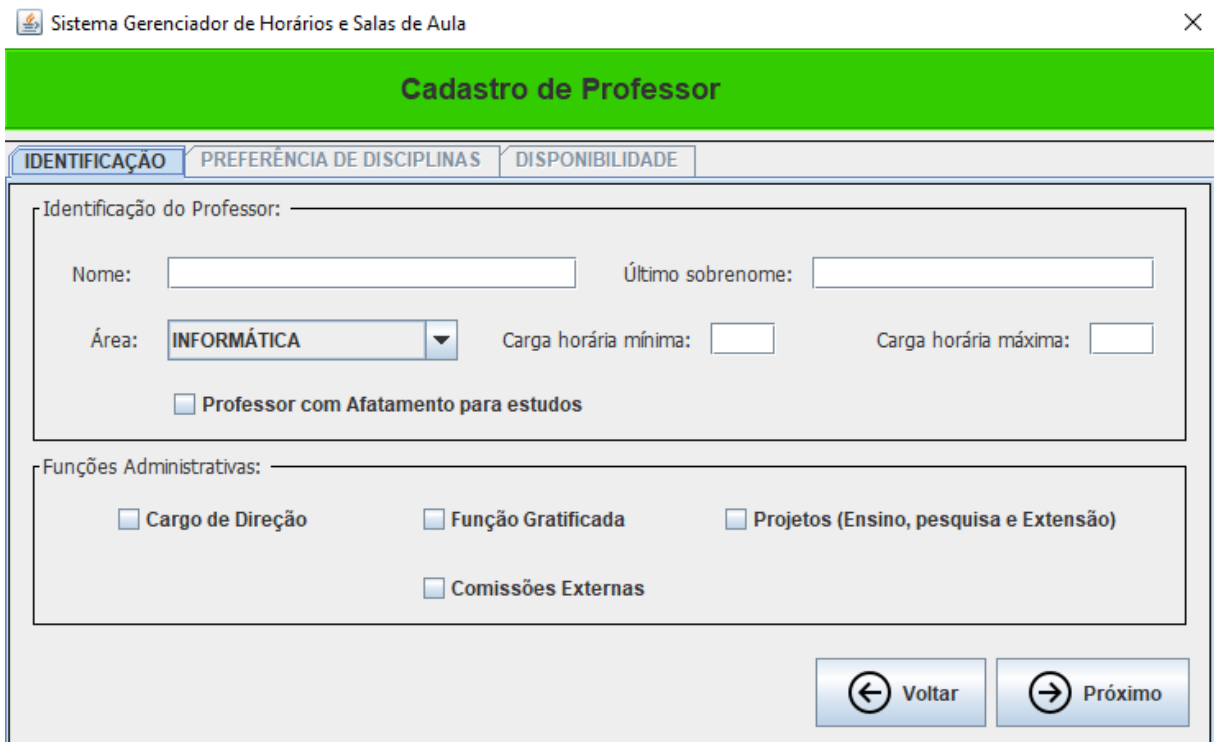 Sistema Gerenciador de Horários e Salas de Aula
Cadastro de Professor
IDENTIFICAÇÃO PREFERÊNCIA DE DISCIPLINAS DISPONIBILIDADE
Identificação do Professor:
Nome: Último sobrenome:
Área: INFORMÁTICA Carga horária mínima: Carga horária máxima:
Professor com Afatamento para estudos
Funções Administrativas:
Cargo de Direção Função Gratificada Projetos (Ensino, pesquisa e Extensão)
Comissões Externas
Voltar Próximo